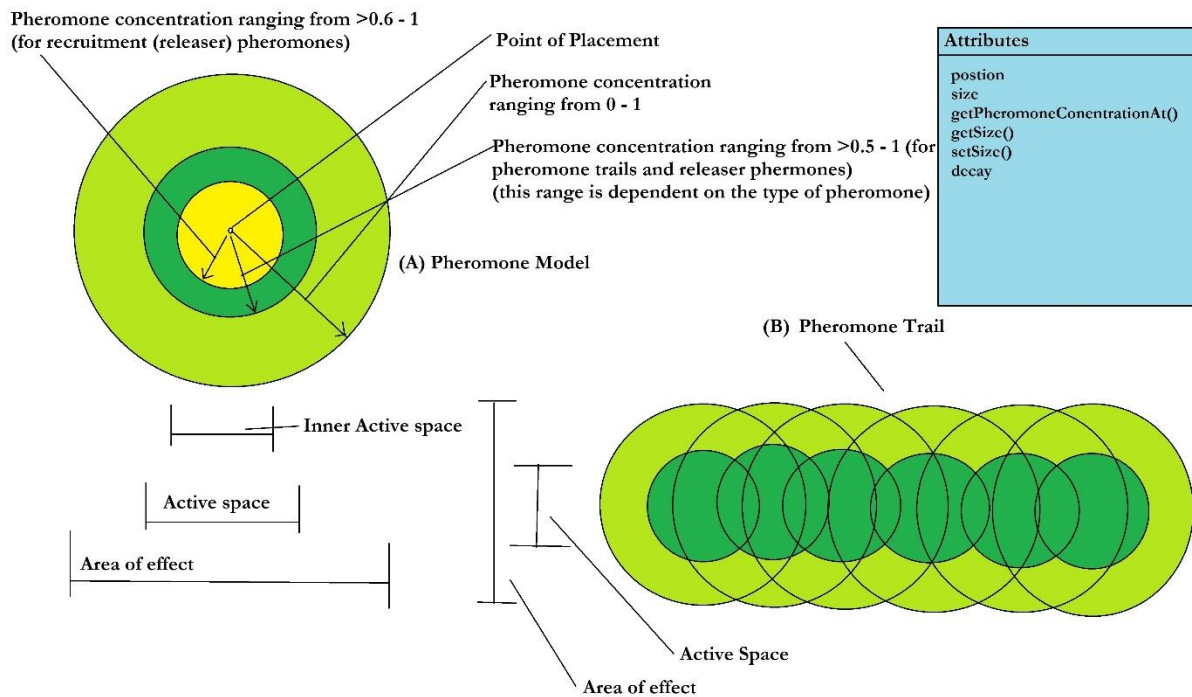 Pheromone concentration ranging from >0.6 - 1
(for recruitment (releaser) pheromones)
Point of Placement
Pheromone concentration
ranging from 0 - 1
Pheromone concentration ranging from >0.5 - 1 (for
pheromone trails and releaser phermones)
(this range is dependent on the type of pheromone)
(A) Pheromone Model
Attributes
postion
size
getPheromoneConentrationAt()
getSize()
setSize()
decay
(B) Pheromone Trail
Inner Active space
Active space
Area of effect
Active Space
Area of effect